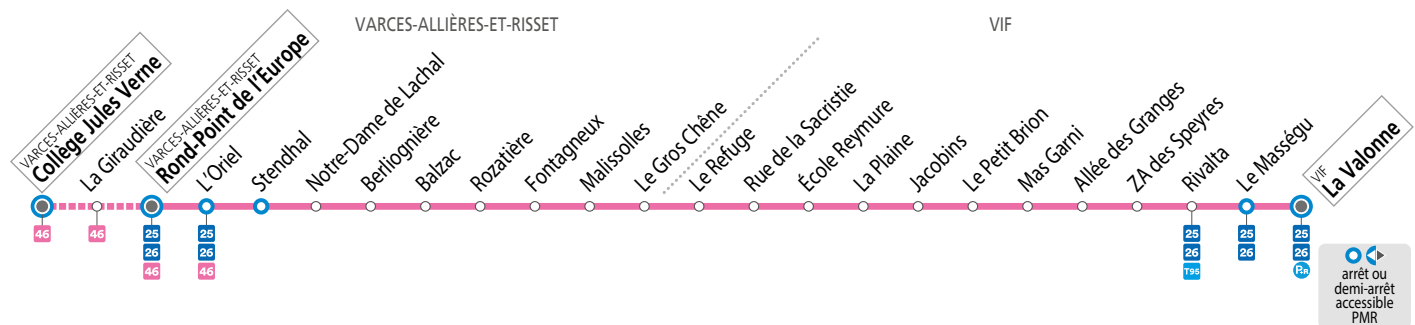 VARCES-ALLIÈRES-ET-RISSET
VIF
VARCES-ALLIÈRES-ET-RISSET
Collège Jules Verne
La Giraudière
VARCES-ALLIÈRES-ET-RISSET
Rond-Point de l'Europe
L'Oriel
Stendhal
Notre-Dame de Lachal
Berliognière
Balzac
Rozatière
Fontagneux
Malissolles
Le Gros Chêne
Le Refuge
Rue de la Sacristie
École Reymure
La Plaine
Jacobins
Le Petit Brion
Mas Garni
Allée des Granges
ZA des Speyres
Rivalta
Le Masségu
VIF
La Valonne
46
46
25
26
46
25
26
46
25
26
T95
25
26
25
26
P+R
arrêt ou
demi-arrêt
accessible
PMR